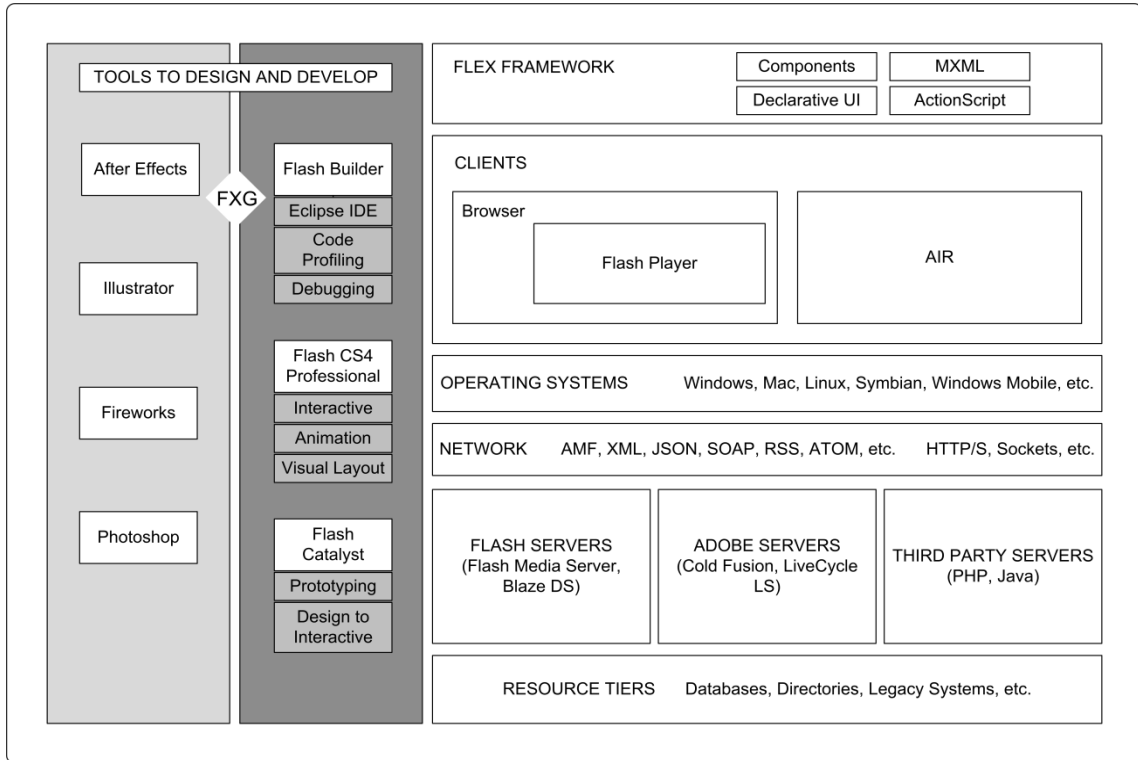 TOOLS TO DESIGN AND DEVELOP
After Effects
Illustrator
Fireworks
Photoshop
FXG
Flash Builder
Eclipse IDE
Code
Profiling
Debugging
Flash CS4
Professional
Interactive
Animation
Visual Layout
Flash
Catalyst
Prototyping
Design to
Interactive
FLEX FRAMEWORK
Components
MXML
Declarative UI
ActionScript
CLIENTS
Browser
Flash Player
AIR
OPERATING SYSTEMS Windows, Mac, Linux, Symbian, Windows Mobile, etc.
NETWORK AMF, XML, JSON, SOAP, RSS, ATOM, etc. HTTP/S, Sockets, etc.
FLASH SERVERS
(Flash Media Server,
Blaze DS)
ADOBE SERVERS
(Cold Fusion, LiveCycle
LS)
THIRD PARTY SERVERS
(PHP, Java)
RESOURCE TIERS Databases, Directories, Legacy Systems, etc.